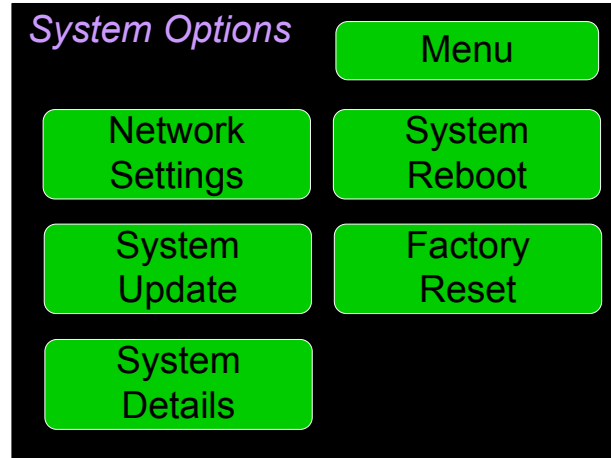 System Options
Menu
Network
Settings
System
Reboot
System
Update
Factory
Reset
System
Details